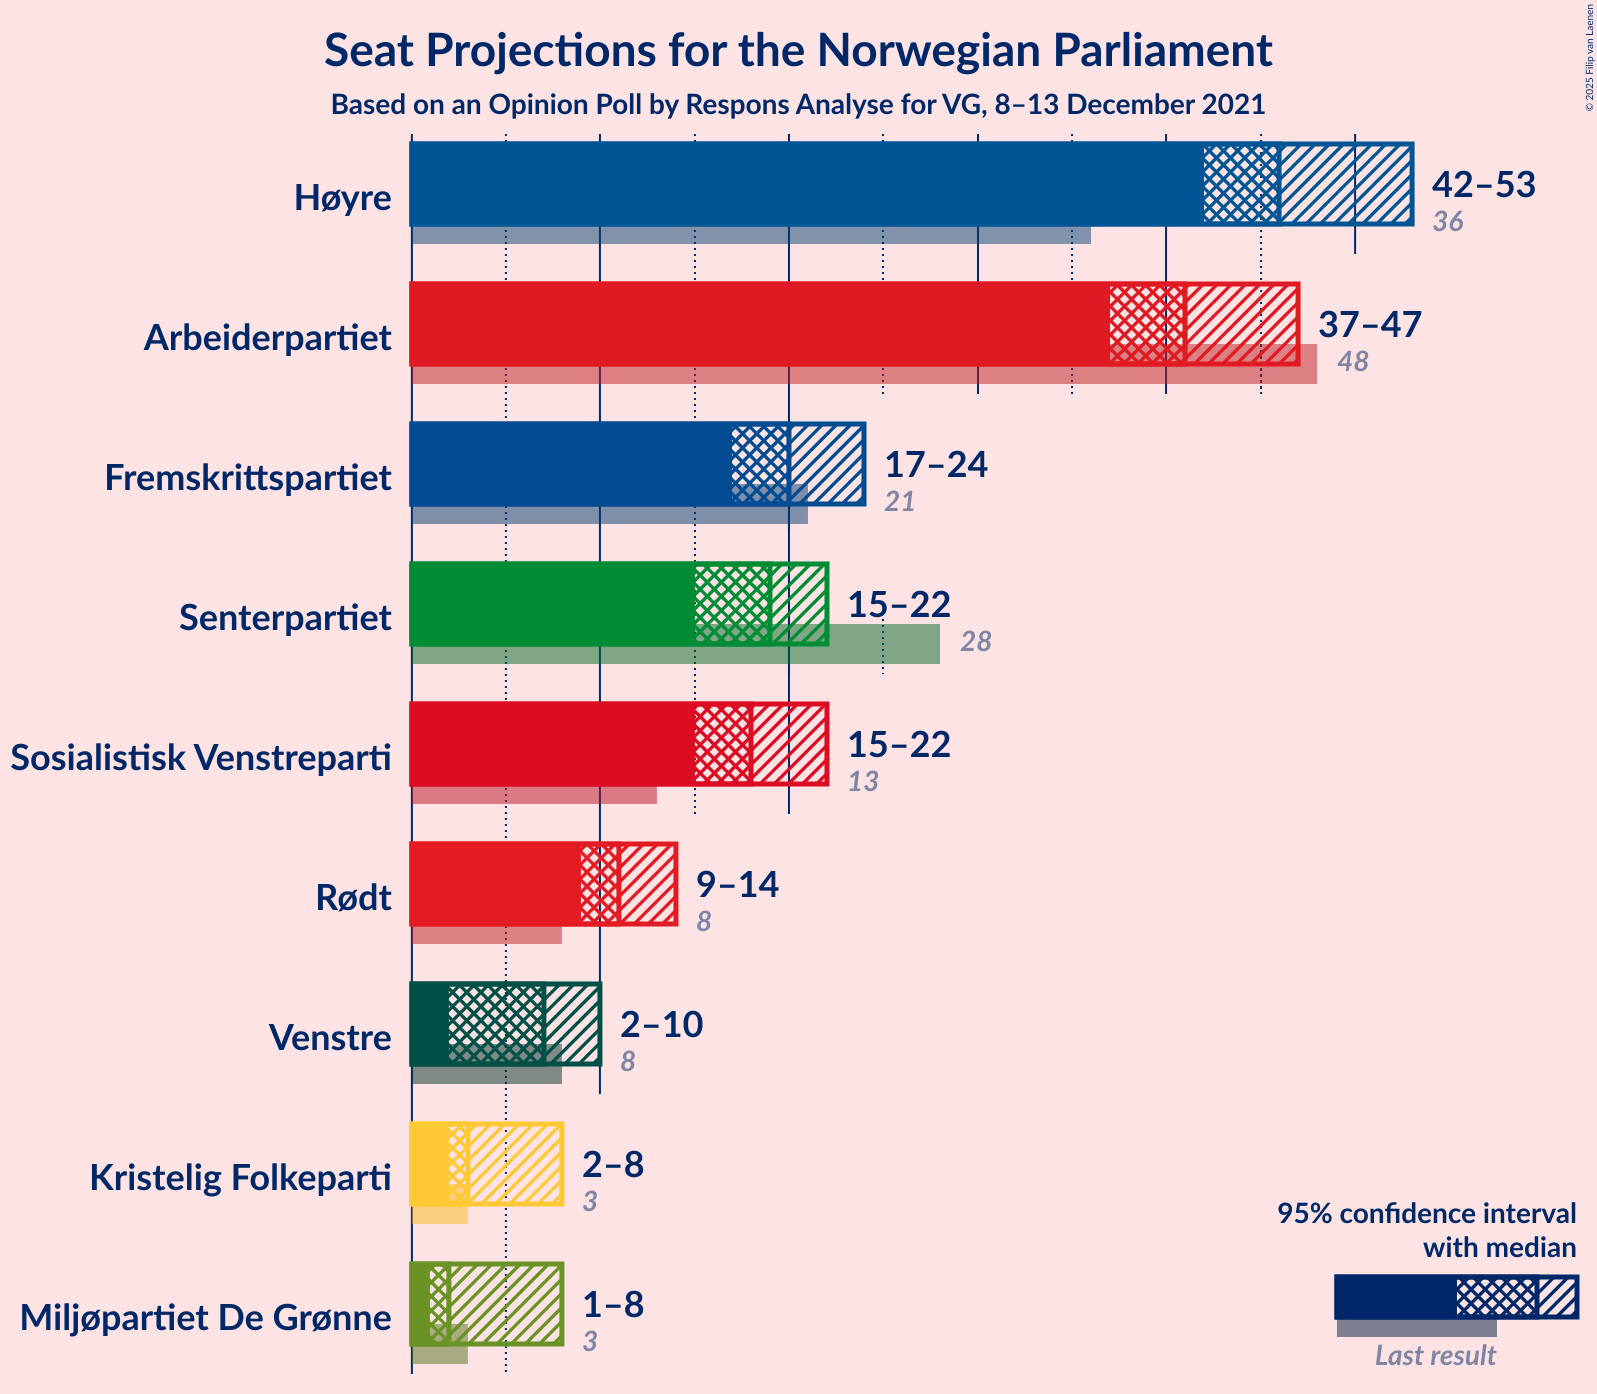 Seat Projections for the Norwegian Parliament
Based on an Opinion Poll by Respons Analyse for VG, 8–13 December 2021
© 2025 Filip van Laenen
Høyre
42–53
36
Arbeiderpartiet
37–47
48
Fremskrittspartiet
17–24
21
Senterpartiet
15–22
28
Sosialistisk Venstreparti
15–22
13
Rødt
9–14
8
Venstre
2–10
8
Kristelig Folkeparti
2–8
3
Miljøpartiet De Grønne
1–8
3
95% confidence interval
with median
Last result